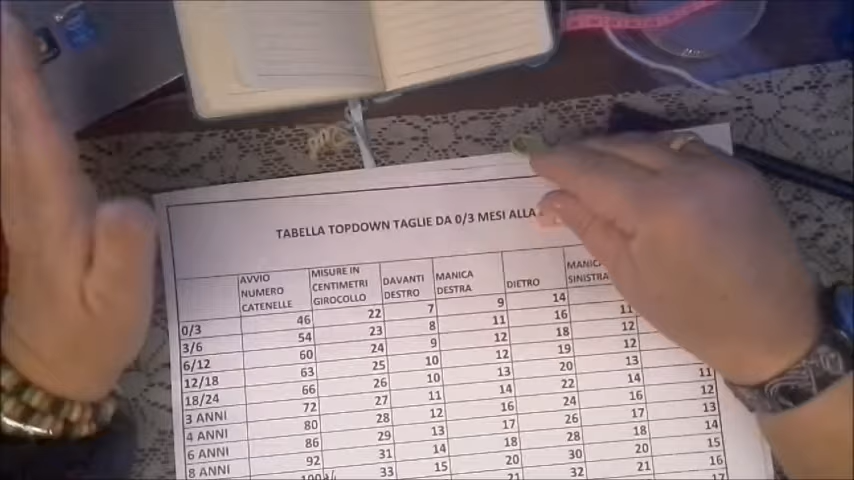 TABELLA TOPDOWN TAGLIE DA 0/3 MESI ALLA
AVVIO NUMERO CATENELLE MISURE IN GIROCOLLO DAVANTI DESTRO MANICA DESTRA DIETRO MANICA SINISTRA
0/3 46 22 7 9 14
3/6 54 23 8 11 16 11
6/12 60 24 9 12 18 12
12/18 63 25 10 12 19 12
18/24 66 26 10 13 20 13
3 ANNI 72 27 11 14 22 14 11
4 ANNI 80 28 12 16 24 16 12
6 ANNI 86 29 13 17 26 17 13
8 ANNI 92 31 14 18 28 18 14
33 15 20 30 20 15
21 32 21 16
17